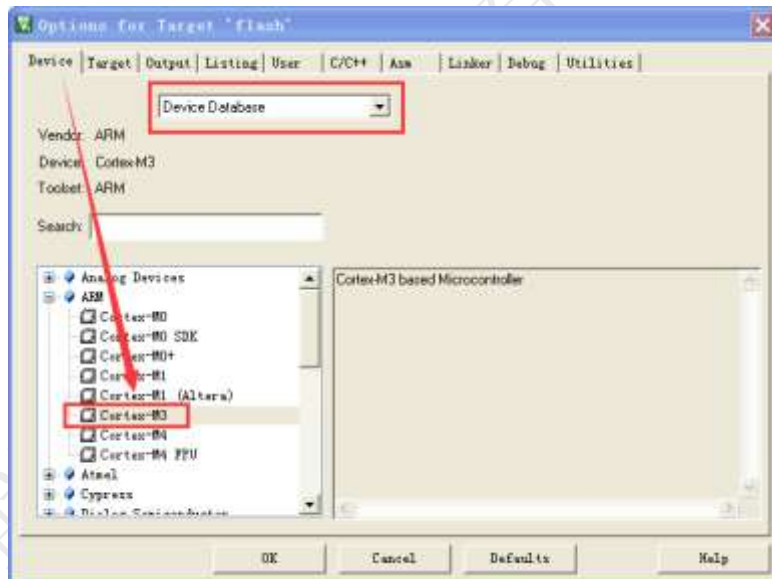 Options for Target 'flash'
Device Target Output Listing User C/C++ Asm Linker Debug Utilities
Device Database
Vendor: ARM
Device: Cortex-M3
Toolset: ARM
Search:
Analog Devices
ARM
Cortex-M0
Cortex-M0 SDK
Cortex-M0+
Cortex-M1
Cortex-M1 (Altera)
Cortex-M3
Cortex-M4
Cortex-M4 FPU
Atmel
Cypress
Dialog Semiconductor
Cortex-M3 based Microcontroller
OK Cancel Defaults Help